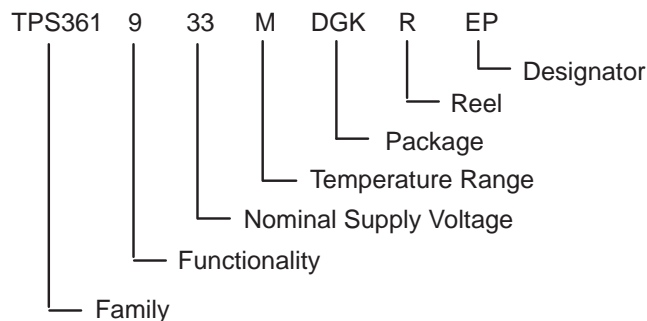 TPS361 9 33 M DGK R EP
Designator
Reel
Package
Temperature Range
Nominal Supply Voltage
Functionality
Family